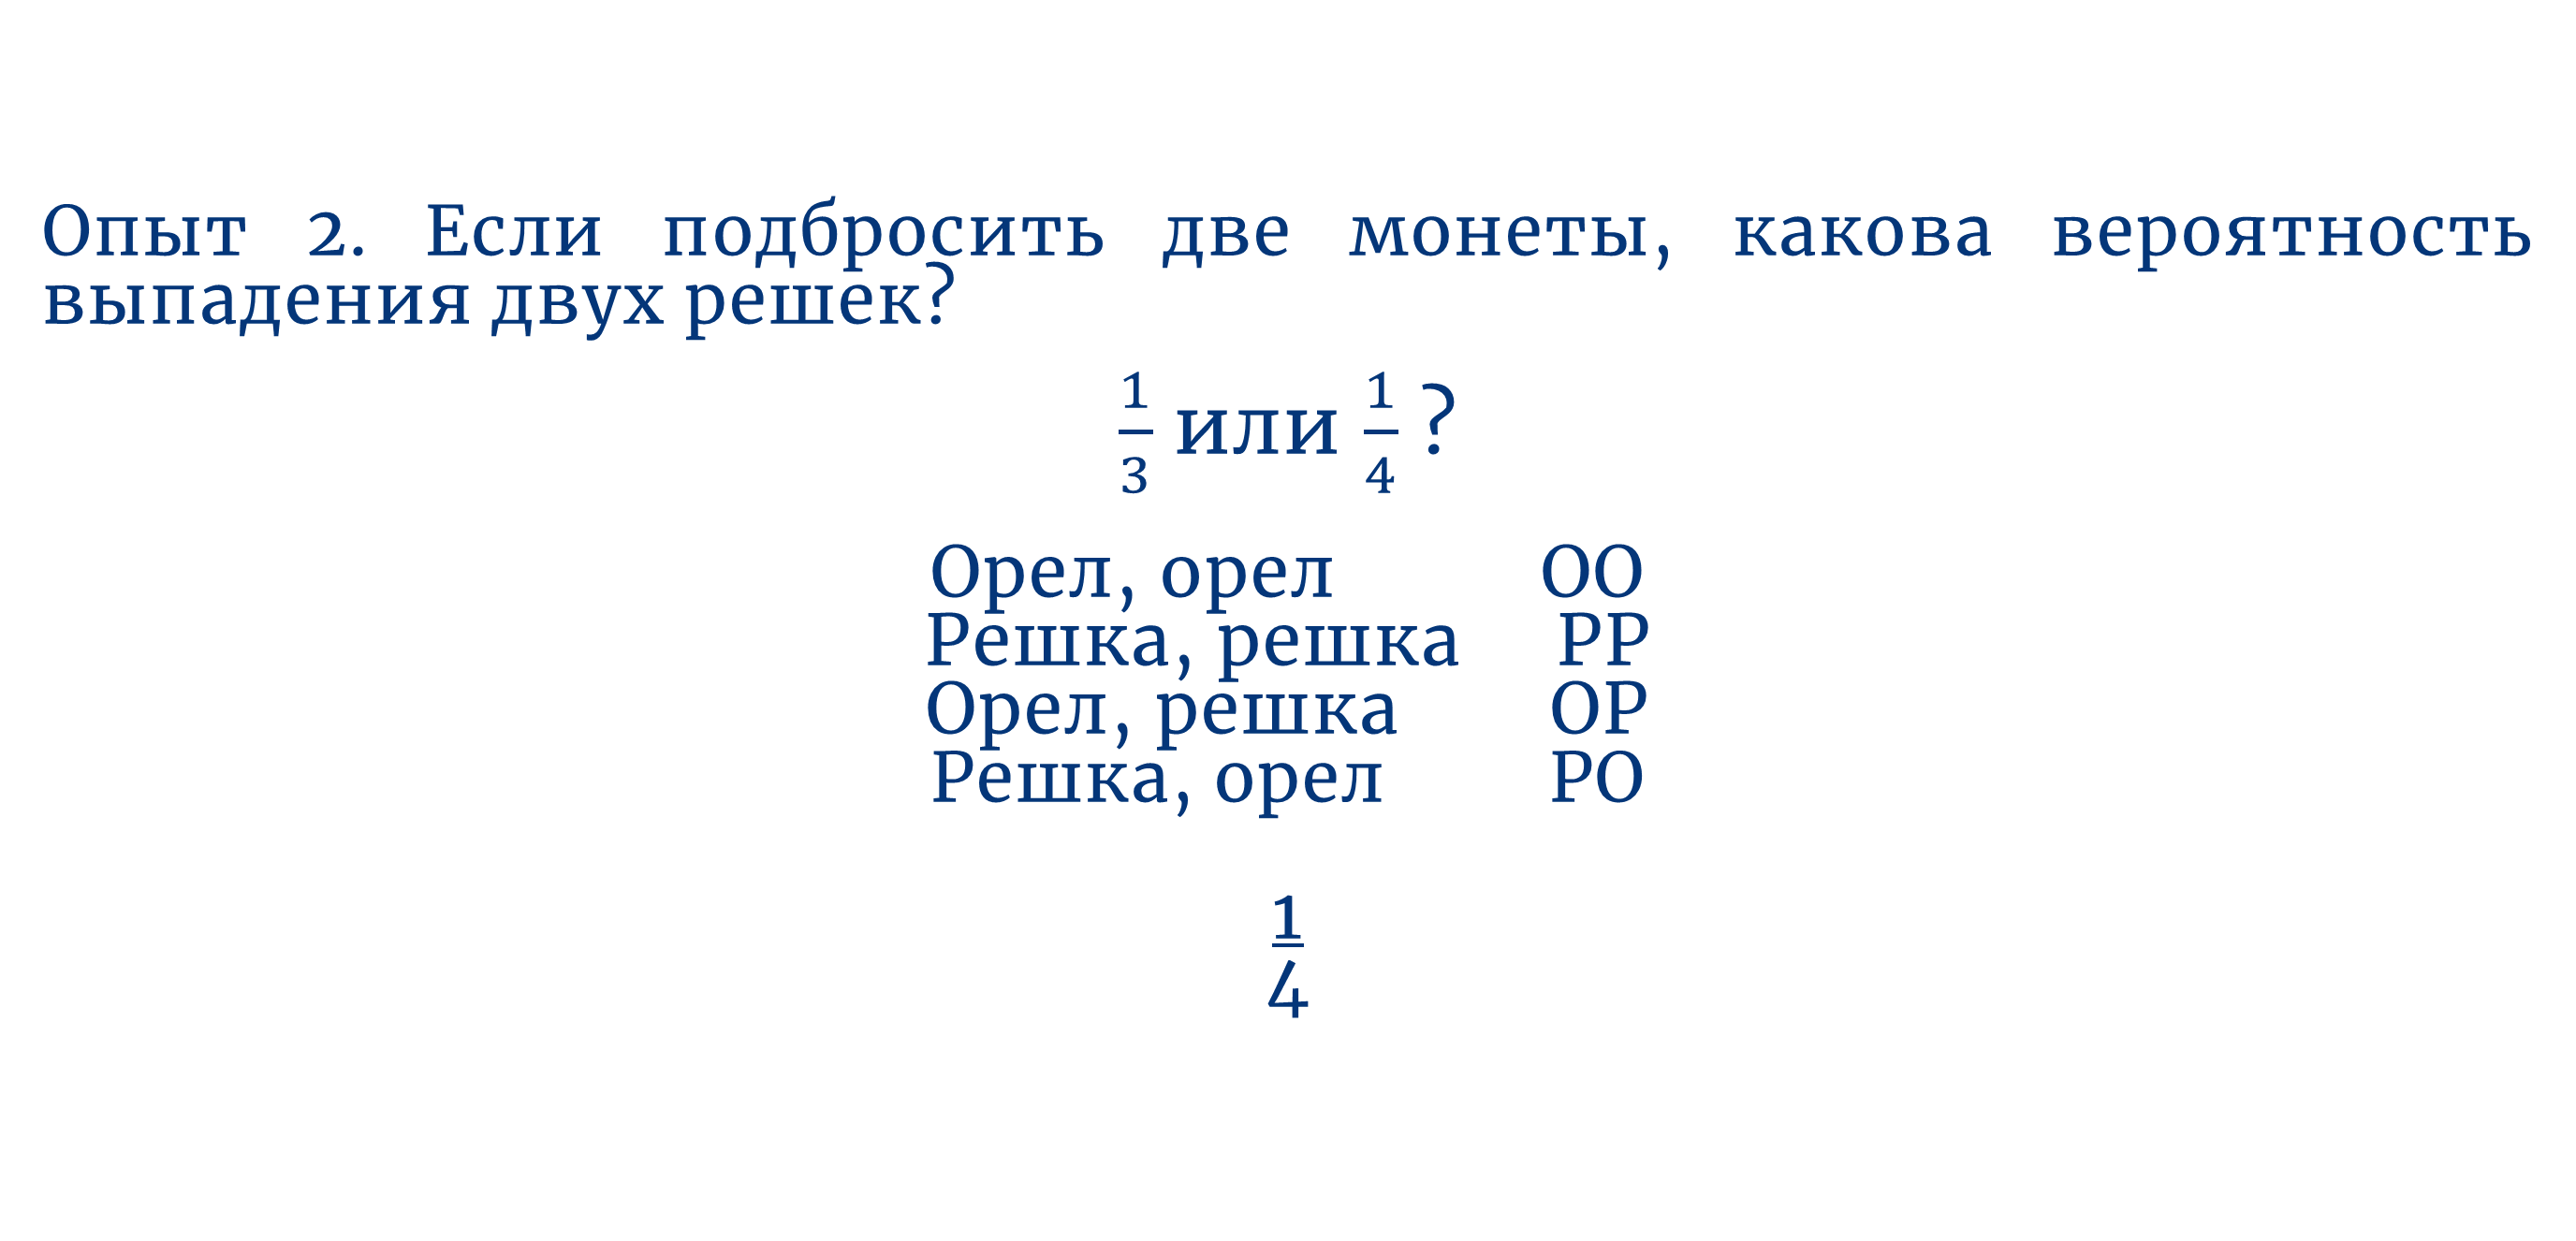 Опыт 2. Если подбросить две монеты, какова вероятность
выпадения двух решек?
1/3 или 1/4 ?
Орел, орел ОО
Решка, решка РР
Орел, решка ОР
Решка, орел РО
1/4